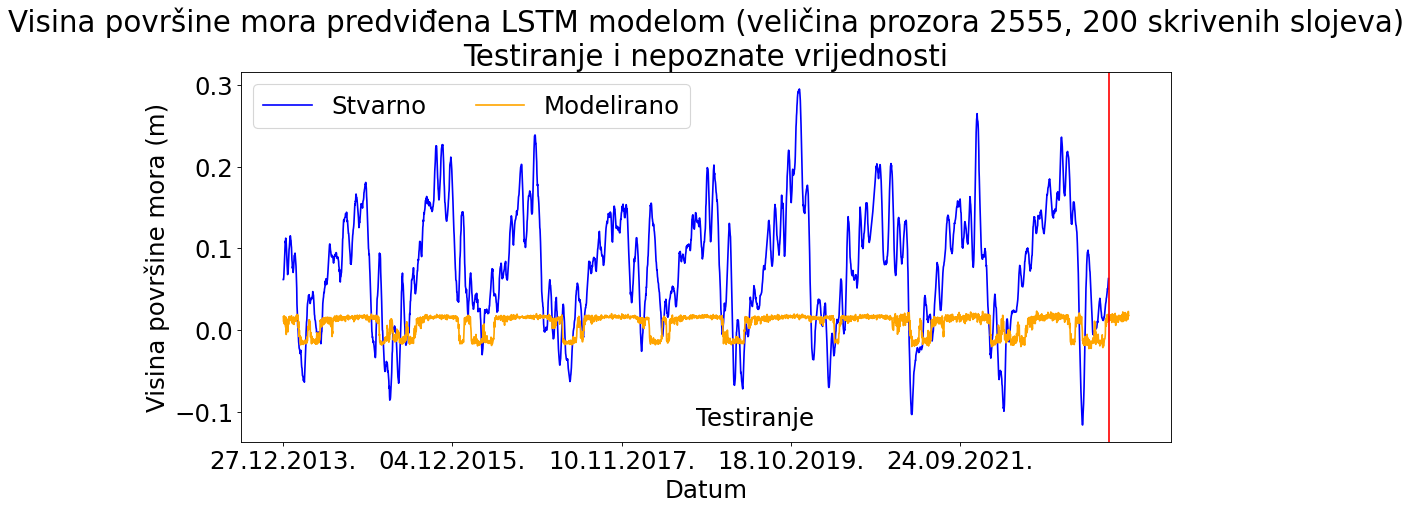 Visina površine mora predviđena LSTM modelom (veličina prozora 2555, 200 skrivenih slojeva)
Testiranje i nepoznate vrijednosti
Stvarno Modelirano
Visina površine mora (m)
0.3
0.2
0.1
0.0
−0.1
Testiranje
27.12.2013. 04.12.2015. 10.11.2017. 18.10.2019. 24.09.2021.
Datum